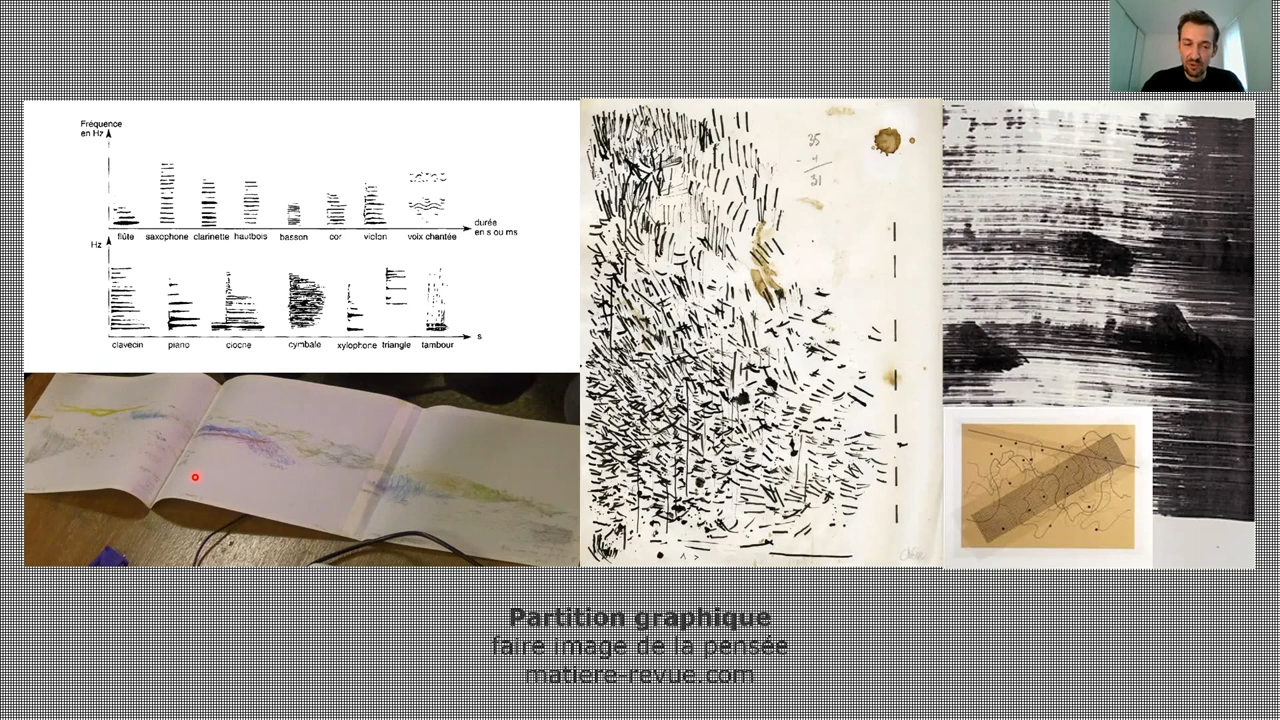 Fréquence
en Hz
flûte saxophone clarinette hautbois basson cor violon voix chantée
durée
en s ou ms
Hz
clavecin piano cloche cymbale xylophone triangle tambour
s
35
31
Partition graphique
faire image de la pensée
matiere-revue.com